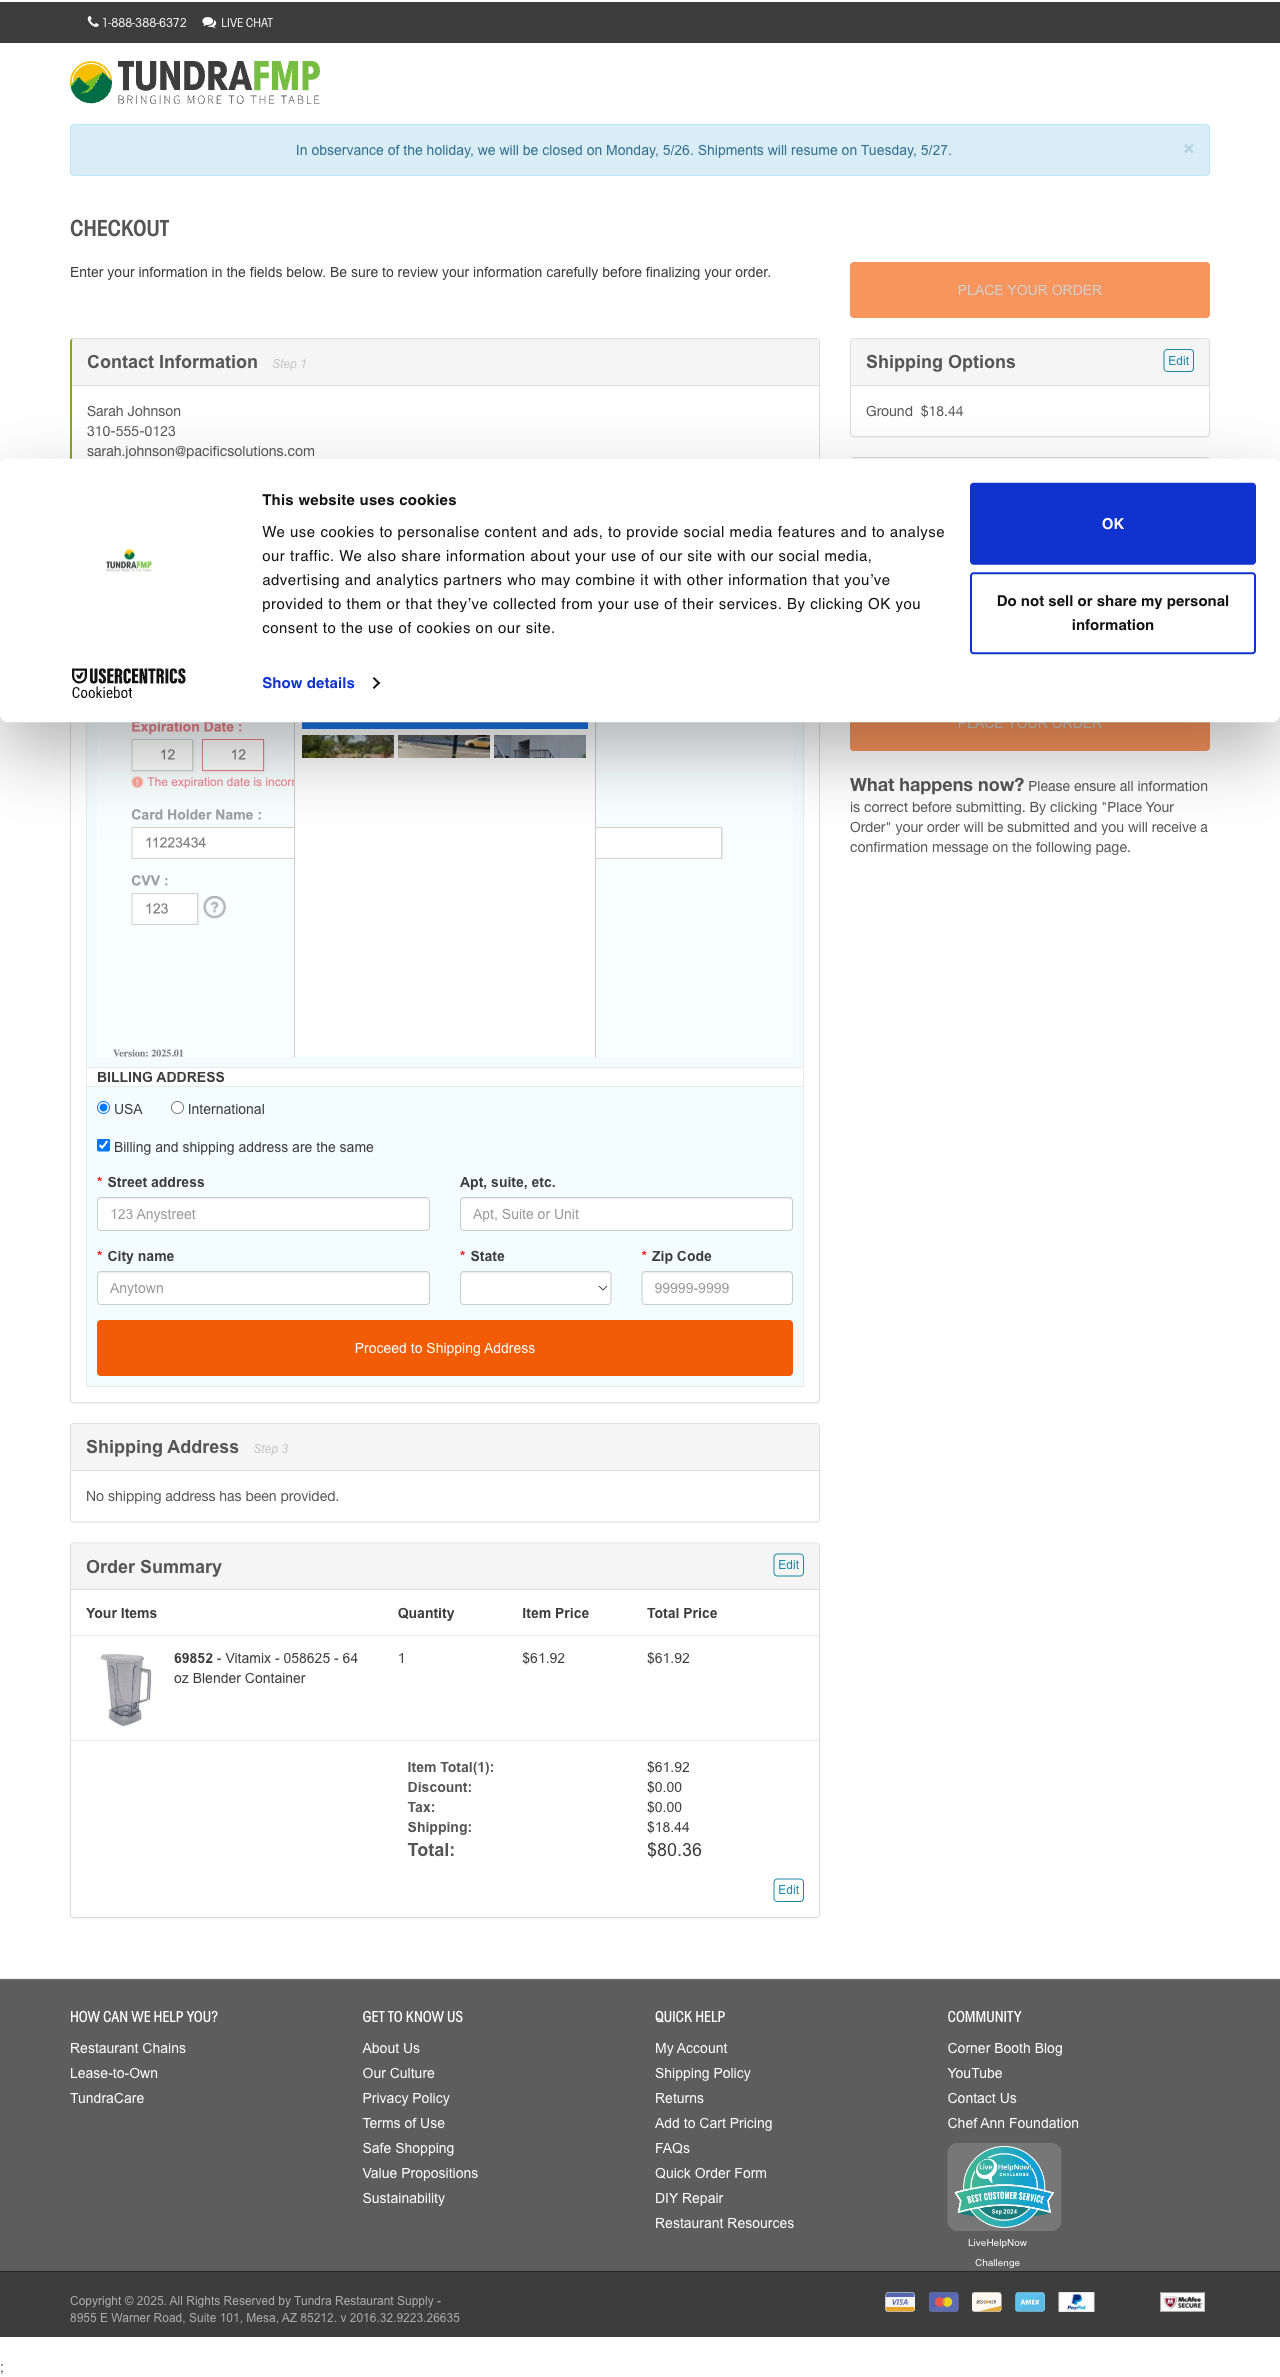 1-888-388-6372 LIVE CHAT
TUNDRAFMP
BRINGING MORE TO THE TABLE
In observance of the holiday, we will be closed on Monday, 5/26. Shipments will resume on Tuesday, 5/27.
×
CHECKOUT
Enter your information in the fields below. Be sure to review your information carefully before finalizing your order.
PLACE YOUR ORDER
Contact Information Step 1
Shipping Options Edit
Sarah Johnson
310-555-0123
sarah.johnson@pacificsolutions.com
Ground $18.44
This website uses cookies
We use cookies to personalise content and ads, to provide social media features and to analyse
our traffic. We also share information about your use of our site with our social media,
advertising and analytics partners who may combine it with other information that you've
provided to them or that they've collected from your use of their services. By clicking OK you
consent to the use of cookies on our site.
OK
Do not sell or share my personal
information
TUNDRAFMP
USERCENTRICS
Cookiebot
Show details
PLACE YOUR ORDER
Expiration Date :
12 12
The expiration date is incorr
Card Holder Name :
11223434
CVV :
123 ?
Version: 2025.01
What happens now? Please ensure all information
is correct before submitting. By clicking "Place Your
Order" your order will be submitted and you will receive a
confirmation message on the following page.
BILLING ADDRESS
USA International
Billing and shipping address are the same
* Street address Apt, suite, etc.
123 Anystreet Apt, Suite or Unit
* City name * State * Zip Code
Anytown 99999-9999
Proceed to Shipping Address
Shipping Address Step 3
No shipping address has been provided.
Order Summary Edit
Your Items Quantity Item Price Total Price
69852 - Vitamix - 058625 - 64 1 $61.92 $61.92
oz Blender Container
Item Total(1): $61.92
Discount: $0.00
Tax: $0.00
Shipping: $18.44
Total: $80.36
Edit
HOW CAN WE HELP YOU?
Restaurant Chains
Lease-to-Own
TundraCare
GET TO KNOW US
About Us
Our Culture
Privacy Policy
Terms of Use
Safe Shopping
Value Propositions
Sustainability
QUICK HELP
My Account
Shipping Policy
Returns
Add to Cart Pricing
FAQs
Quick Order Form
DIY Repair
Restaurant Resources
COMMUNITY
Corner Booth Blog
YouTube
Contact Us
Chef Ann Foundation
Live HelpNow
CHALLENGE
BEST CUSTOMER SERVICE
Sep 2024
LiveHelpNow
Challenge
Copyright © 2025. All Rights Reserved by Tundra Restaurant Supply -
8955 E Warner Road, Suite 101, Mesa, AZ 85212. v 2016.32.9223.26635
VISA DISCOVER AMEX PayPal McAfee
SECURE
;